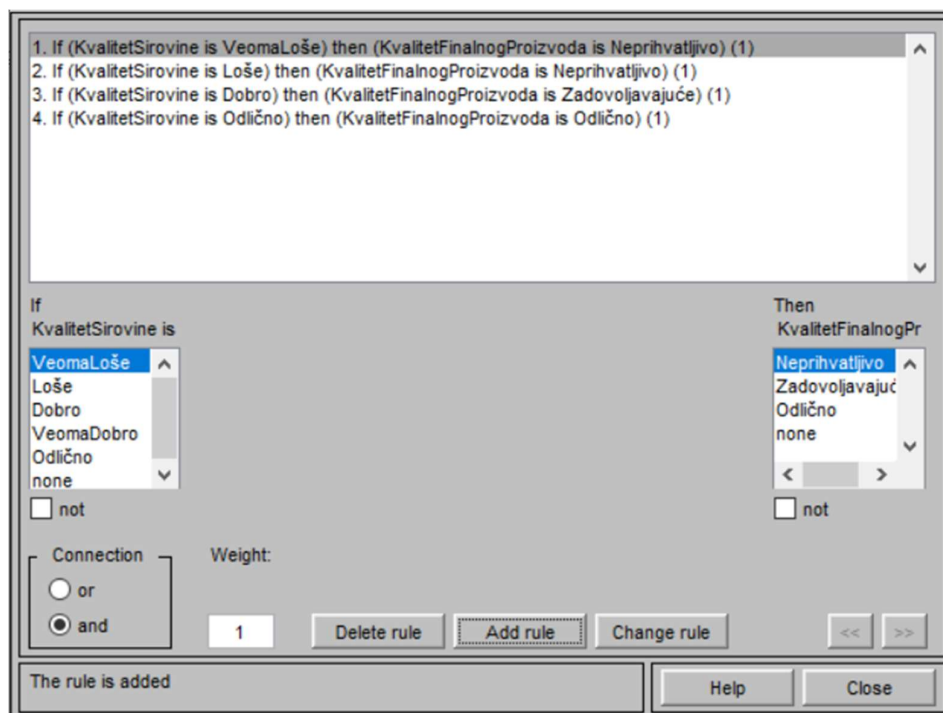 1. If (KvalitetSirovine is VeomaLoše) then (KvalitetFinalnogProizvoda is Neprihvatljivo) (1)
2. If (KvalitetSirovine is Loše) then (KvalitetFinalnogProizvoda is Neprihvatljivo) (1)
3. If (KvalitetSirovine is Dobro) then (KvalitetFinalnogProizvoda is Zadovoljavajuće) (1)
4. If (KvalitetSirovine is Odlično) then (KvalitetFinalnogProizvoda is Odlično) (1)
If
KvalitetSirovine is
VeomaLoše
Loše
Dobro
VeomaDobro
Odlično
none
not
Then
KvalitetFinalnogPr
Neprihvatljivo
Zadovoljavajuć
Odlično
none
not
Connection
or
and
Weight:
1
Delete rule
Add rule
Change rule
<<
>>
The rule is added
Help
Close